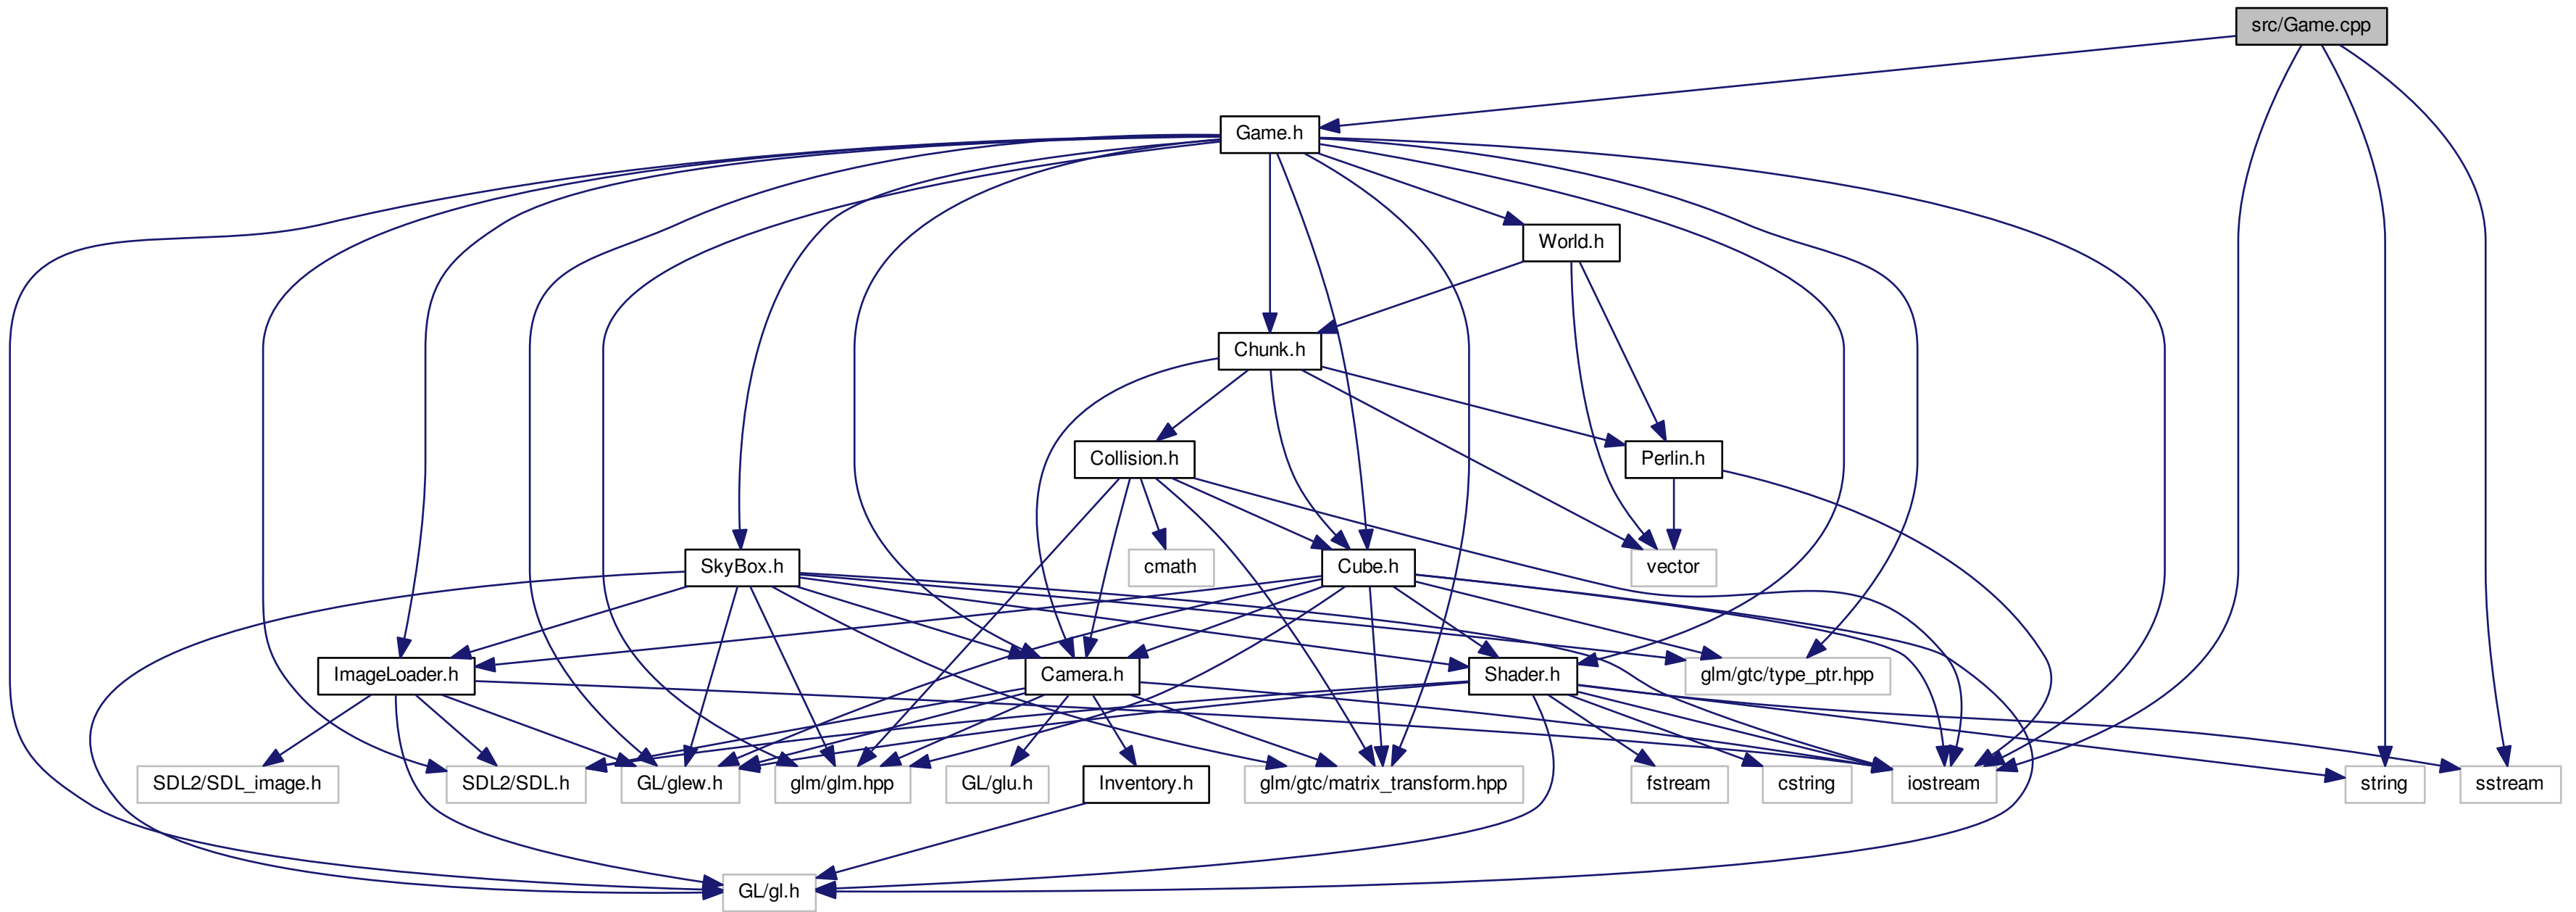 src/Game.cpp
Game.h
World.h
Chunk.h
Collision.h
Perlin.h
SkyBox.h
cmath
Cube.h
vector
ImageLoader.h
Camera.h
Shader.h
glm/gtc/type_ptr.hpp
SDL2/SDL_image.h
SDL2/SDL.h
GL/glew.h
glm/glm.hpp
GL/glu.h
Inventory.h
glm/gtc/matrix_transform.hpp
fstream
cstring
iostream
string
sstream
GL/gl.h